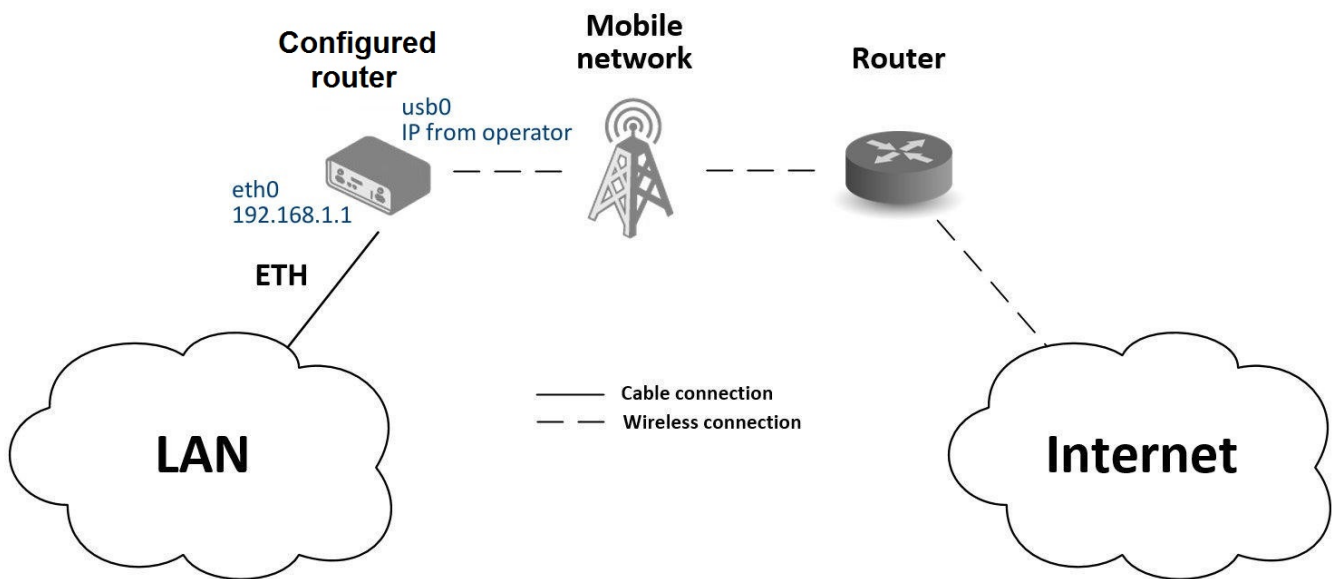 Configured
router
Mobile
network
Router
usb0
IP from operator
eth0
192.168.1.1
ETH
LAN
Cable connection
Wireless connection
Internet